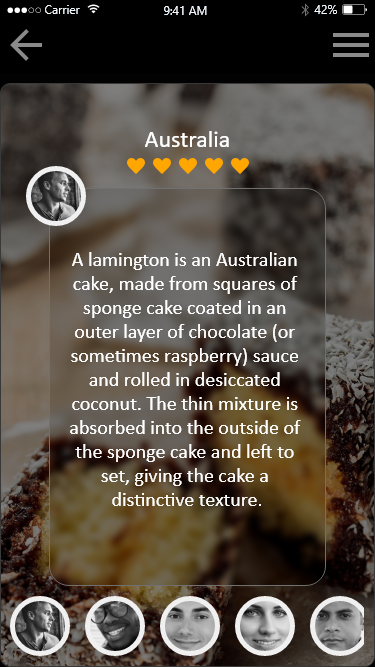 Carrier 9:41 AM 42%
Australia
A lamington is an Australian
cake, made from squares of
sponge cake coated in an
outer layer of chocolate (or
sometimes raspberry) sauce
and rolled in desiccated
coconut. The thin mixture is
absorbed into the outside of
the sponge cake and left to
set, giving the cake a
distinctive texture.